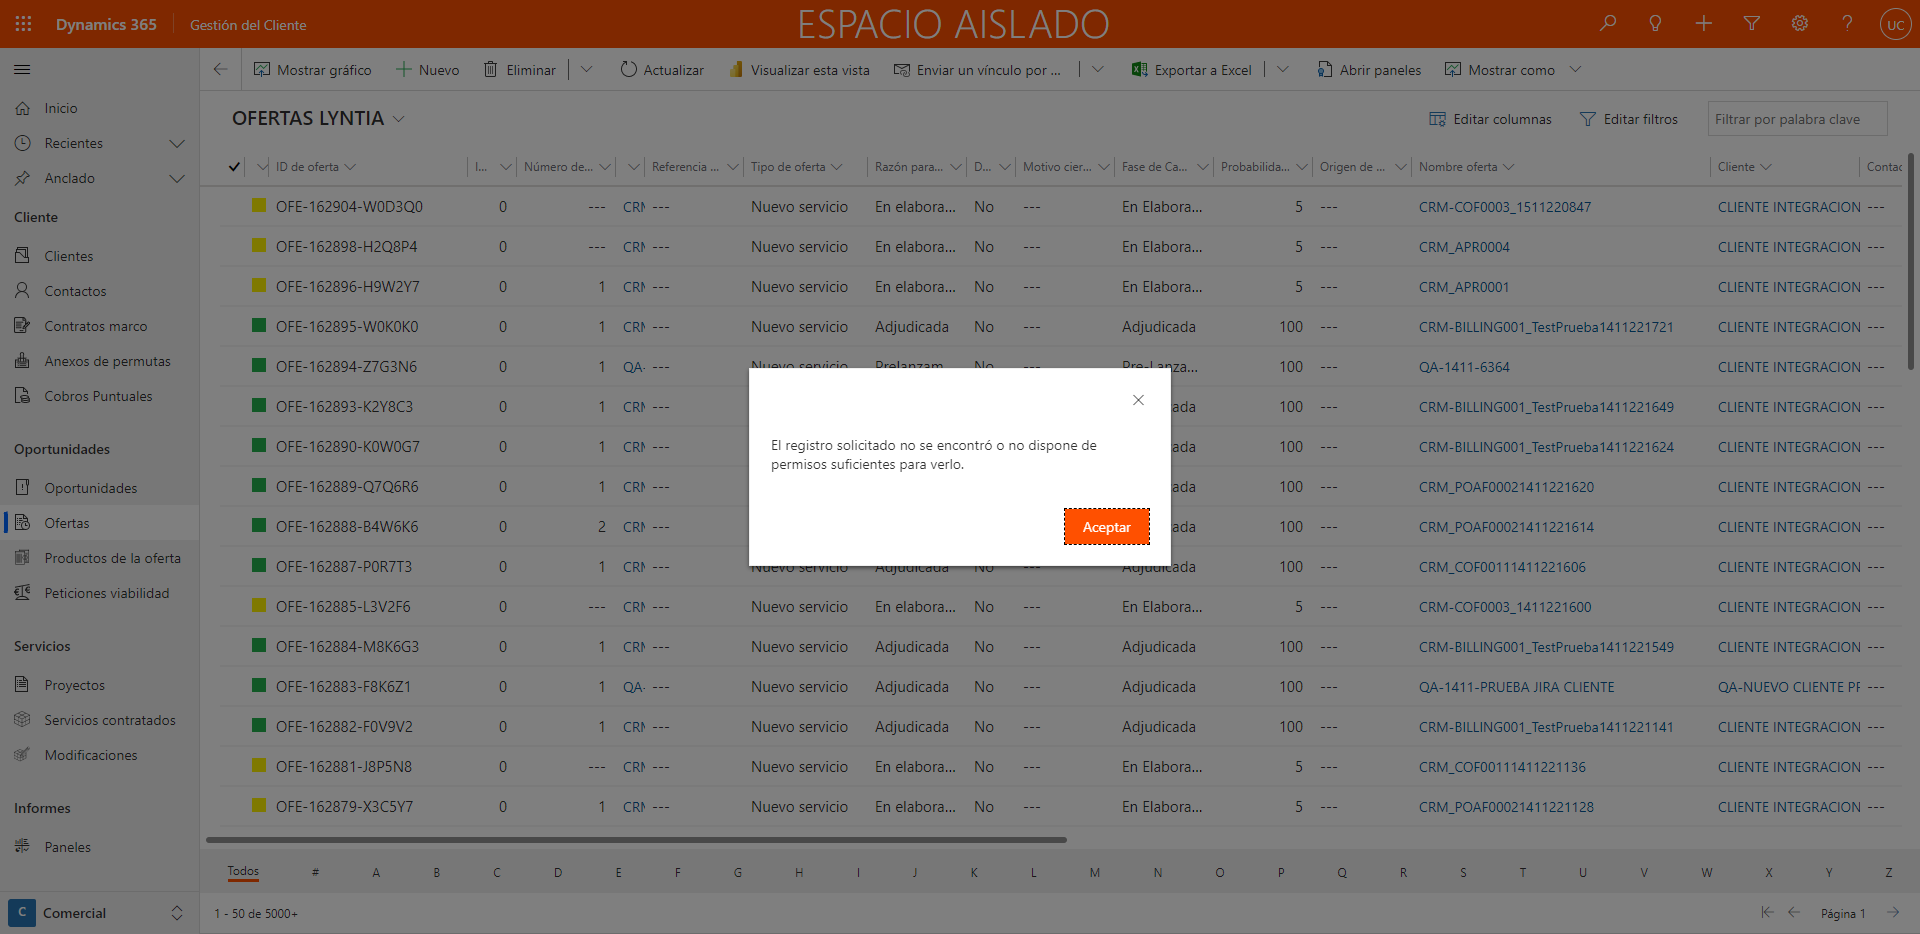 Dynamics 365
Gestión del Cliente
ESPACIO AISLADO
UC
Mostrar gráfico
Nuevo
Eliminar
Actualizar
Visualizar esta vista
Enviar un vínculo por ...
Exportar a Excel
Abrir paneles
Mostrar como
Inicio
Recientes
Anclado
Cliente
Clientes
Contactos
Contratos marco
Anexos de permutas
Cobros Puntuales
Oportunidades
Oportunidades
Ofertas
Productos de la oferta
Peticiones viabilidad
Servicios
Proyectos
Servicios contratados
Modificaciones
Informes
Paneles
C Comercial
OFERTAS LYNTIA
Editar columnas
Editar filtros
Filtrar por palabra clave
ID de oferta I... Número de... Referencia ... Tipo de oferta Razón para... D... Motivo cier... Fase de Ca... Probabilida... Origen de ... Nombre oferta Cliente Contac
OFE-162904-W0D3Q0 0 --- CRM --- Nuevo servicio En elabora... No --- En Elabora... 5 --- CRM-COF0003_1511220847 CLIENTE INTEGRACION ---
OFE-162898-H2Q8P4 0 --- CRM --- Nuevo servicio En elabora... No --- En Elabora... 5 --- CRM_APR0004 CLIENTE INTEGRACION ---
OFE-162896-H9W2Y7 0 1 CRM --- Nuevo servicio En elabora... No --- En Elabora... 5 --- CRM_APR0001 CLIENTE INTEGRACION ---
OFE-162895-W0K0K0 0 1 CRM --- Nuevo servicio Adjudicada No --- Adjudicada 100 --- CRM-BILLING001_TestPrueba1411221721 CLIENTE INTEGRACION ---
OFE-162894-Z7G3N6 0 1 QA- --- Nuevo servicio Prelanzam... No --- Pre-Lanza... 100 --- QA-1411-6364 CLIENTE INTEGRACION ---
OFE-162893-K2Y8C3 0 1 CRM --- ada 100 --- CRM-BILLING001_TestPrueba1411221649 CLIENTE INTEGRACION ---
OFE-162890-K0W0G7 0 1 CRM --- ada 100 --- CRM-BILLING001_TestPrueba1411221624 CLIENTE INTEGRACION ---
OFE-162889-Q7Q6R6 0 1 CRM --- ada 100 --- CRM_POAF00021411221620 CLIENTE INTEGRACION ---
OFE-162888-B4W6K6 0 2 CRM --- ada 100 --- CRM_POAF00021411221614 CLIENTE INTEGRACION ---
OFE-162887-P0R7T3 0 1 CRM --- Nuevo servicio Adjudicada No --- Adjudicada 100 --- CRM_COF00111411221606 CLIENTE INTEGRACION ---
OFE-162885-L3V2F6 0 --- CRM --- Nuevo servicio En elabora... No --- En Elabora... 5 --- CRM-COF0003_1411221600 CLIENTE INTEGRACION ---
OFE-162884-M8K6G3 0 1 CRM --- Nuevo servicio Adjudicada No --- Adjudicada 100 --- CRM-BILLING001_TestPrueba1411221549 CLIENTE INTEGRACION ---
OFE-162883-F8K6Z1 0 1 QA- --- Nuevo servicio Adjudicada No --- Adjudicada 100 --- QA-1411-PRUEBA JIRA CLIENTE QA-NUEVO CLIENTE PF ---
OFE-162882-F0V9V2 0 1 CRM --- Nuevo servicio Adjudicada No --- Adjudicada 100 --- CRM-BILLING001_TestPrueba1411221141 CLIENTE INTEGRACION ---
OFE-162881-J8P5N8 0 --- CRM --- Nuevo servicio En elabora... No --- En Elabora... 5 --- CRM_COF00111411221136 CLIENTE INTEGRACION ---
OFE-162879-X3C5Y7 0 1 CRM --- Nuevo servicio En elabora... No --- En Elabora... 5 --- CRM_POAF00021411221128 CLIENTE INTEGRACION ---
El registro solicitado no se encontró o no dispone de
permisos suficientes para verlo.
Aceptar
Todos # A B C D E F G H I J K L M N O P Q R S T U V W X Y Z
1 - 50 de 5000+
Página 1